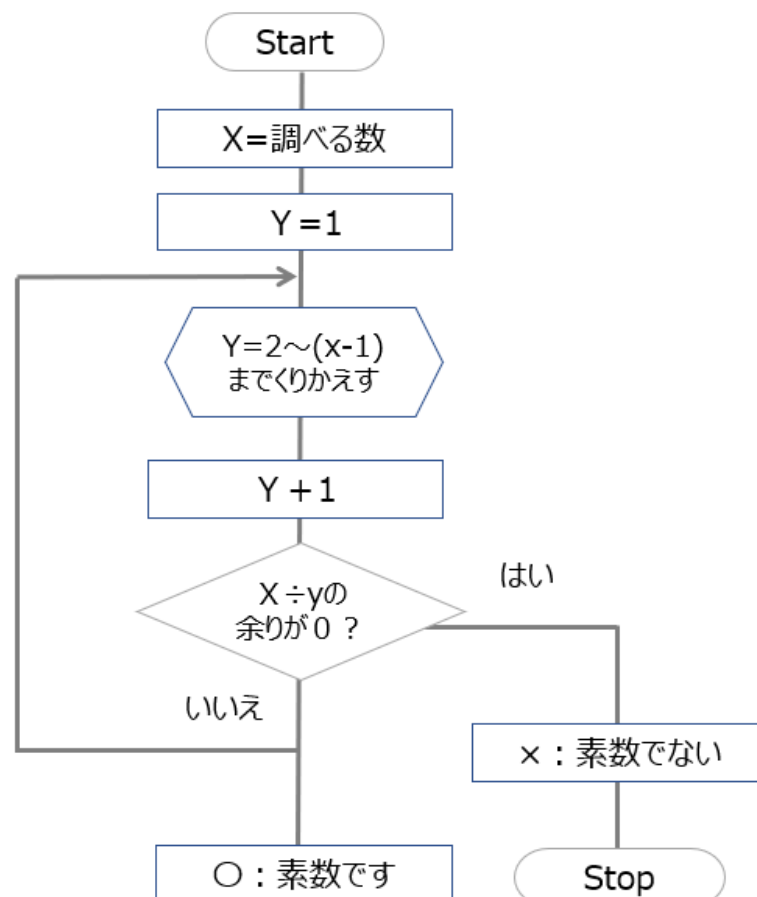 Start
X=調べる数
Y=1
Y=2～(x-1)
までくりかえす
Y+1
X÷yの
余りが０？
はい
いいえ
×：素数でない
〇：素数です
Stop